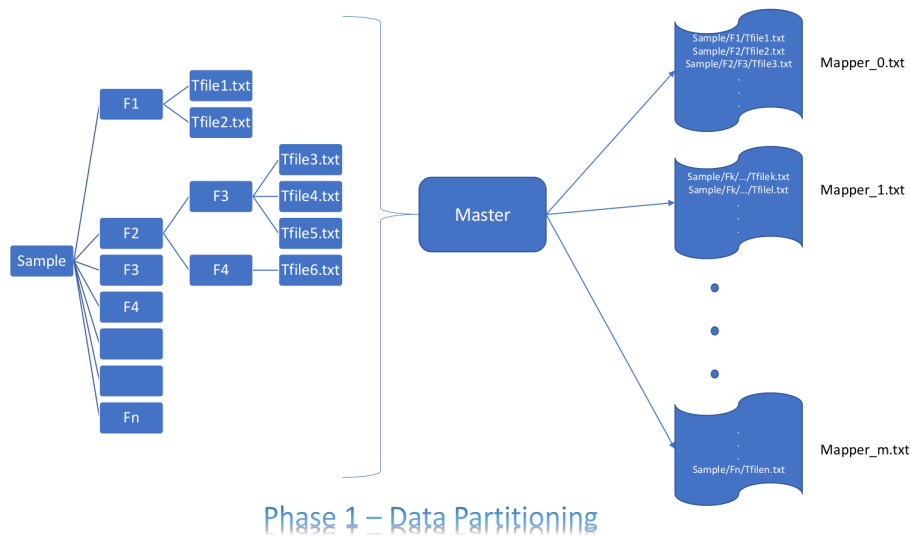 Sample
F1
Tfile1.txt
Tfile2.txt
F2
F3
Tfile3.txt
Tfile4.txt
Tfile5.txt
F4
Tfile6.txt
F3
F4
Fn
Master
Sample/F1/Tfile1.txt
Sample/F2/Tfile2.txt
Sample/F2/F3/Tfile3.txt
.
.
.
Mapper_0.txt
Sample/Fk/.../Tfilek.txt
Sample/Fk/.../Tfilel.txt
.
.
.
Mapper_1.txt
.
.
.
.
Sample/Fn/Tfilen.txt
Mapper_m.txt
Phase 1 – Data Partitioning